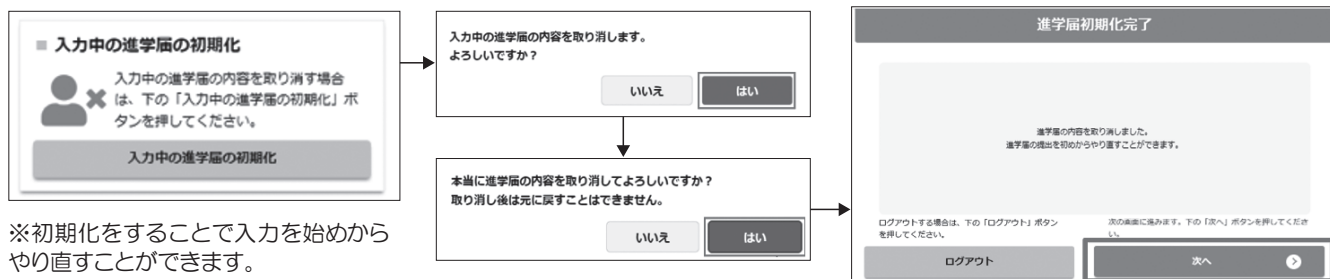 ■ 入力中の進学届の初期化
入力中の進学届の内容を取り消す場合
は、下の「入力中の進学届の初期化」ボ
タンを押してください。
入力中の進学届の初期化
※初期化をすることで入力を始めから
やり直すことができます。
入力中の進学届の内容を取り消します。
よろしいですか？
いいえ
はい
本当に進学届の内容を取り消してよろしいですか？
取り消し後は元に戻すことはできません。
いいえ
はい
進学届初期化完了
進学届の内容を取り消しました。
進学届の提出を初めからやり直すことができます。
ログアウトする場合は、下の「ログアウト」ボタン
を押してください。
ログアウト
次の画面に進みます。下の「次へ」ボタンを押してくださ
い。
次へ